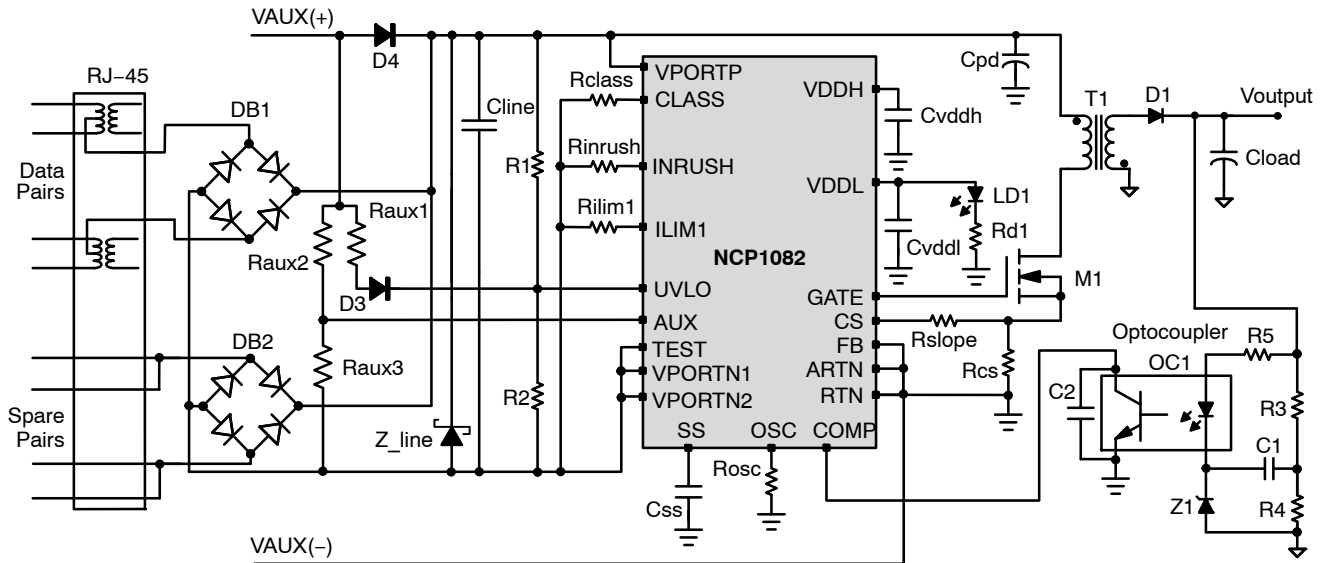 VAUX(+)
D4
RJ−45
DB1
Data
Pairs
Raux1
Raux2
D3
DB2
Raux3
Spare
Pairs
Z_line
Cline
R1
R2
Rclass
Rinrush
Rilim1
VPORTP
CLASS
INRUSH
ILIM1
NCP1082
UVLO
AUX
TEST
VPORTN1
VPORTN2
SS
OSC
COMP
VDDH
VDDL
GATE
CS
FB
ARTN
RTN
Cvddh
Cvddl
LD1
Rd1
Cpd
T1
D1
Voutput
Cload
M1
Rslope
Rcs
Optocoupler
OC1
R5
C2
R3
C1
Z1
R4
Css
Rosc
VAUX(−)